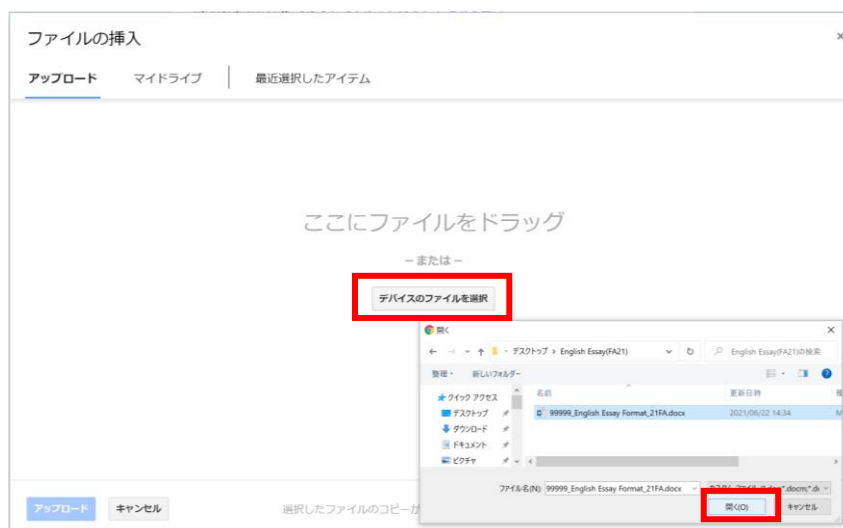 ファイルの挿入
×
アップロード マイドライブ 最近選択したアイテム
ここにファイルをドラッグ
– または –
デバイスのファイルを選択
開く
×
デスクトップ > English Essay(FA21)
English Essay(FA21)の検索
整理 新しいフォルダー
クイック アクセス
デスクトップ
ダウンロード
ドキュメント
ピクチャ
名前 更新日時
99999_English Essay Format_21FA.docx 2021/06/22 14:34
ファイル名(N): 99999_English Essay Format_21FA.docx
開く(O) キャンセル
アップロード キャンセル 選択したファイルのコピーが